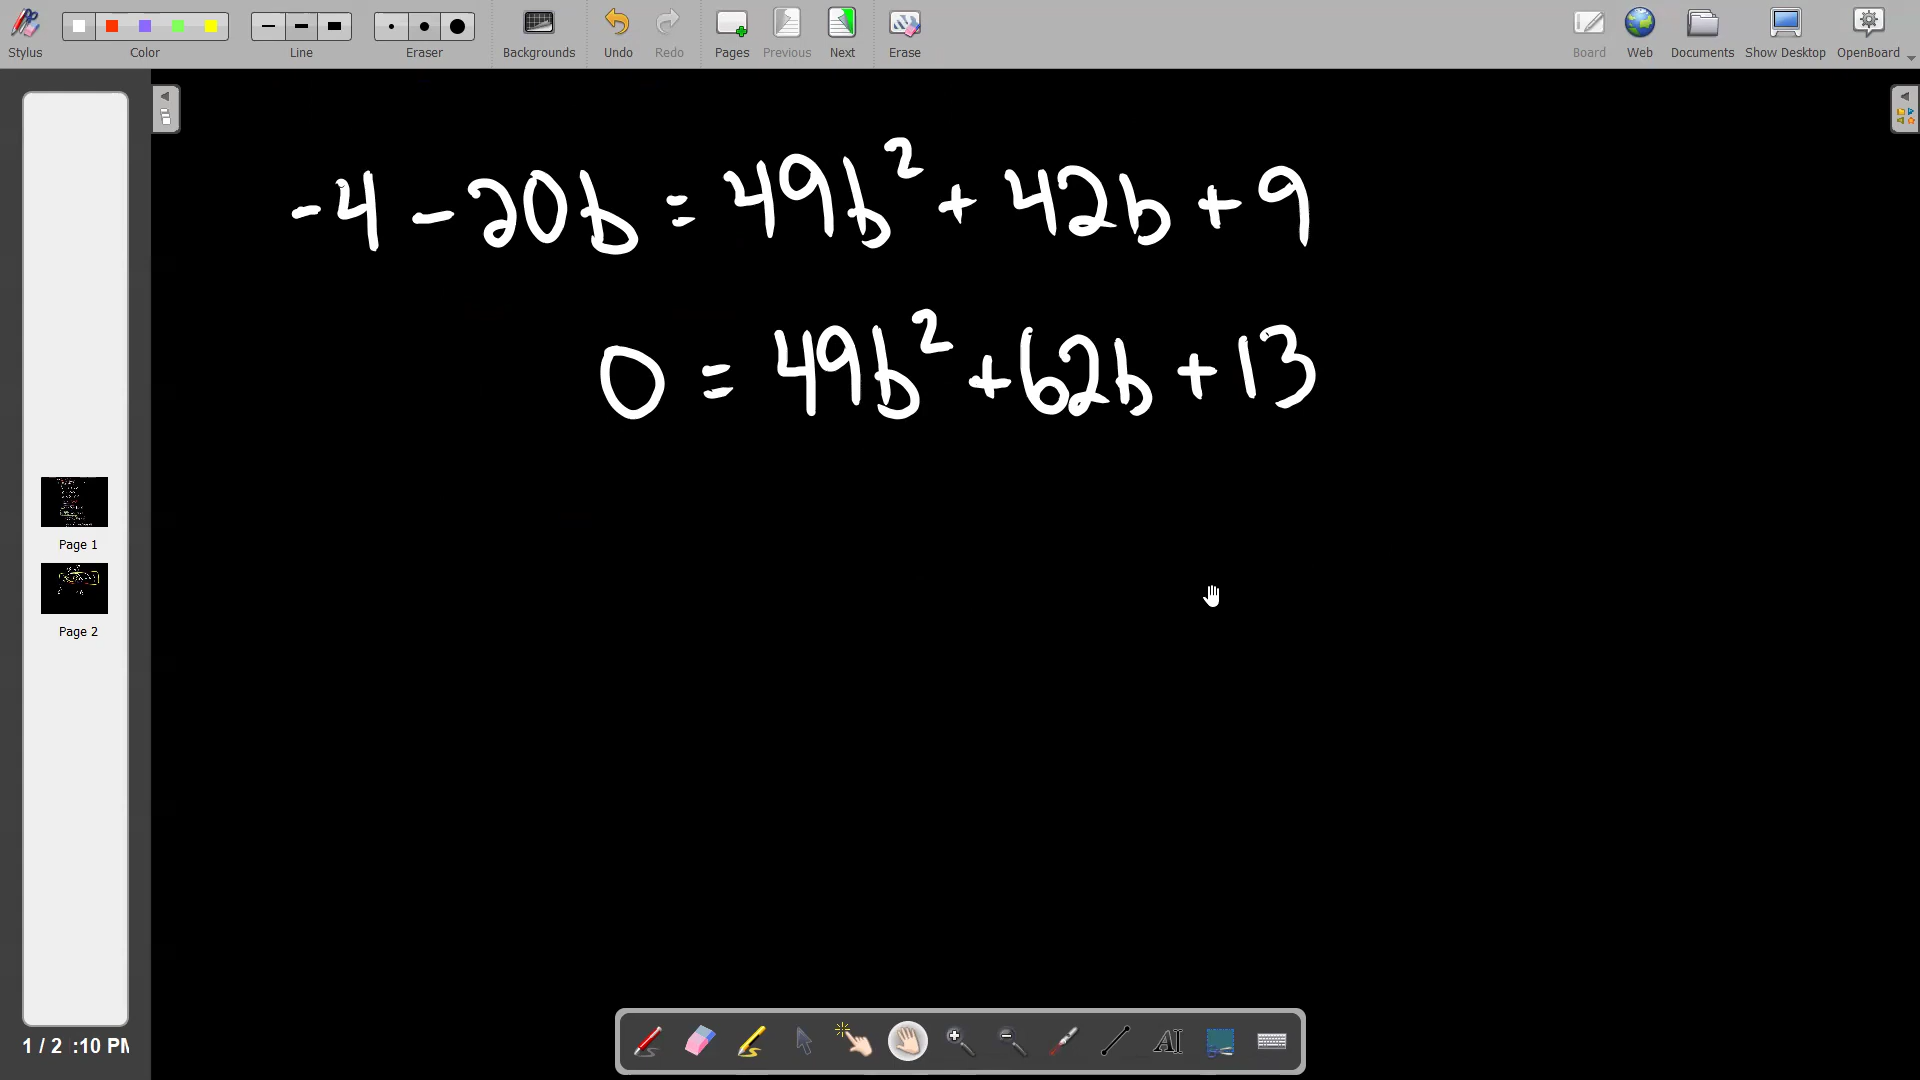 Stylus Color Line Eraser Backgrounds Undo Redo Pages Previous Next Erase Board Web Documents Show Desktop OpenBoard
-4 - 20b = 49b² + 42b + 9
0 = 49b² + 62b + 13
Page 1
Page 2
1 / 2 :10 PM
AI